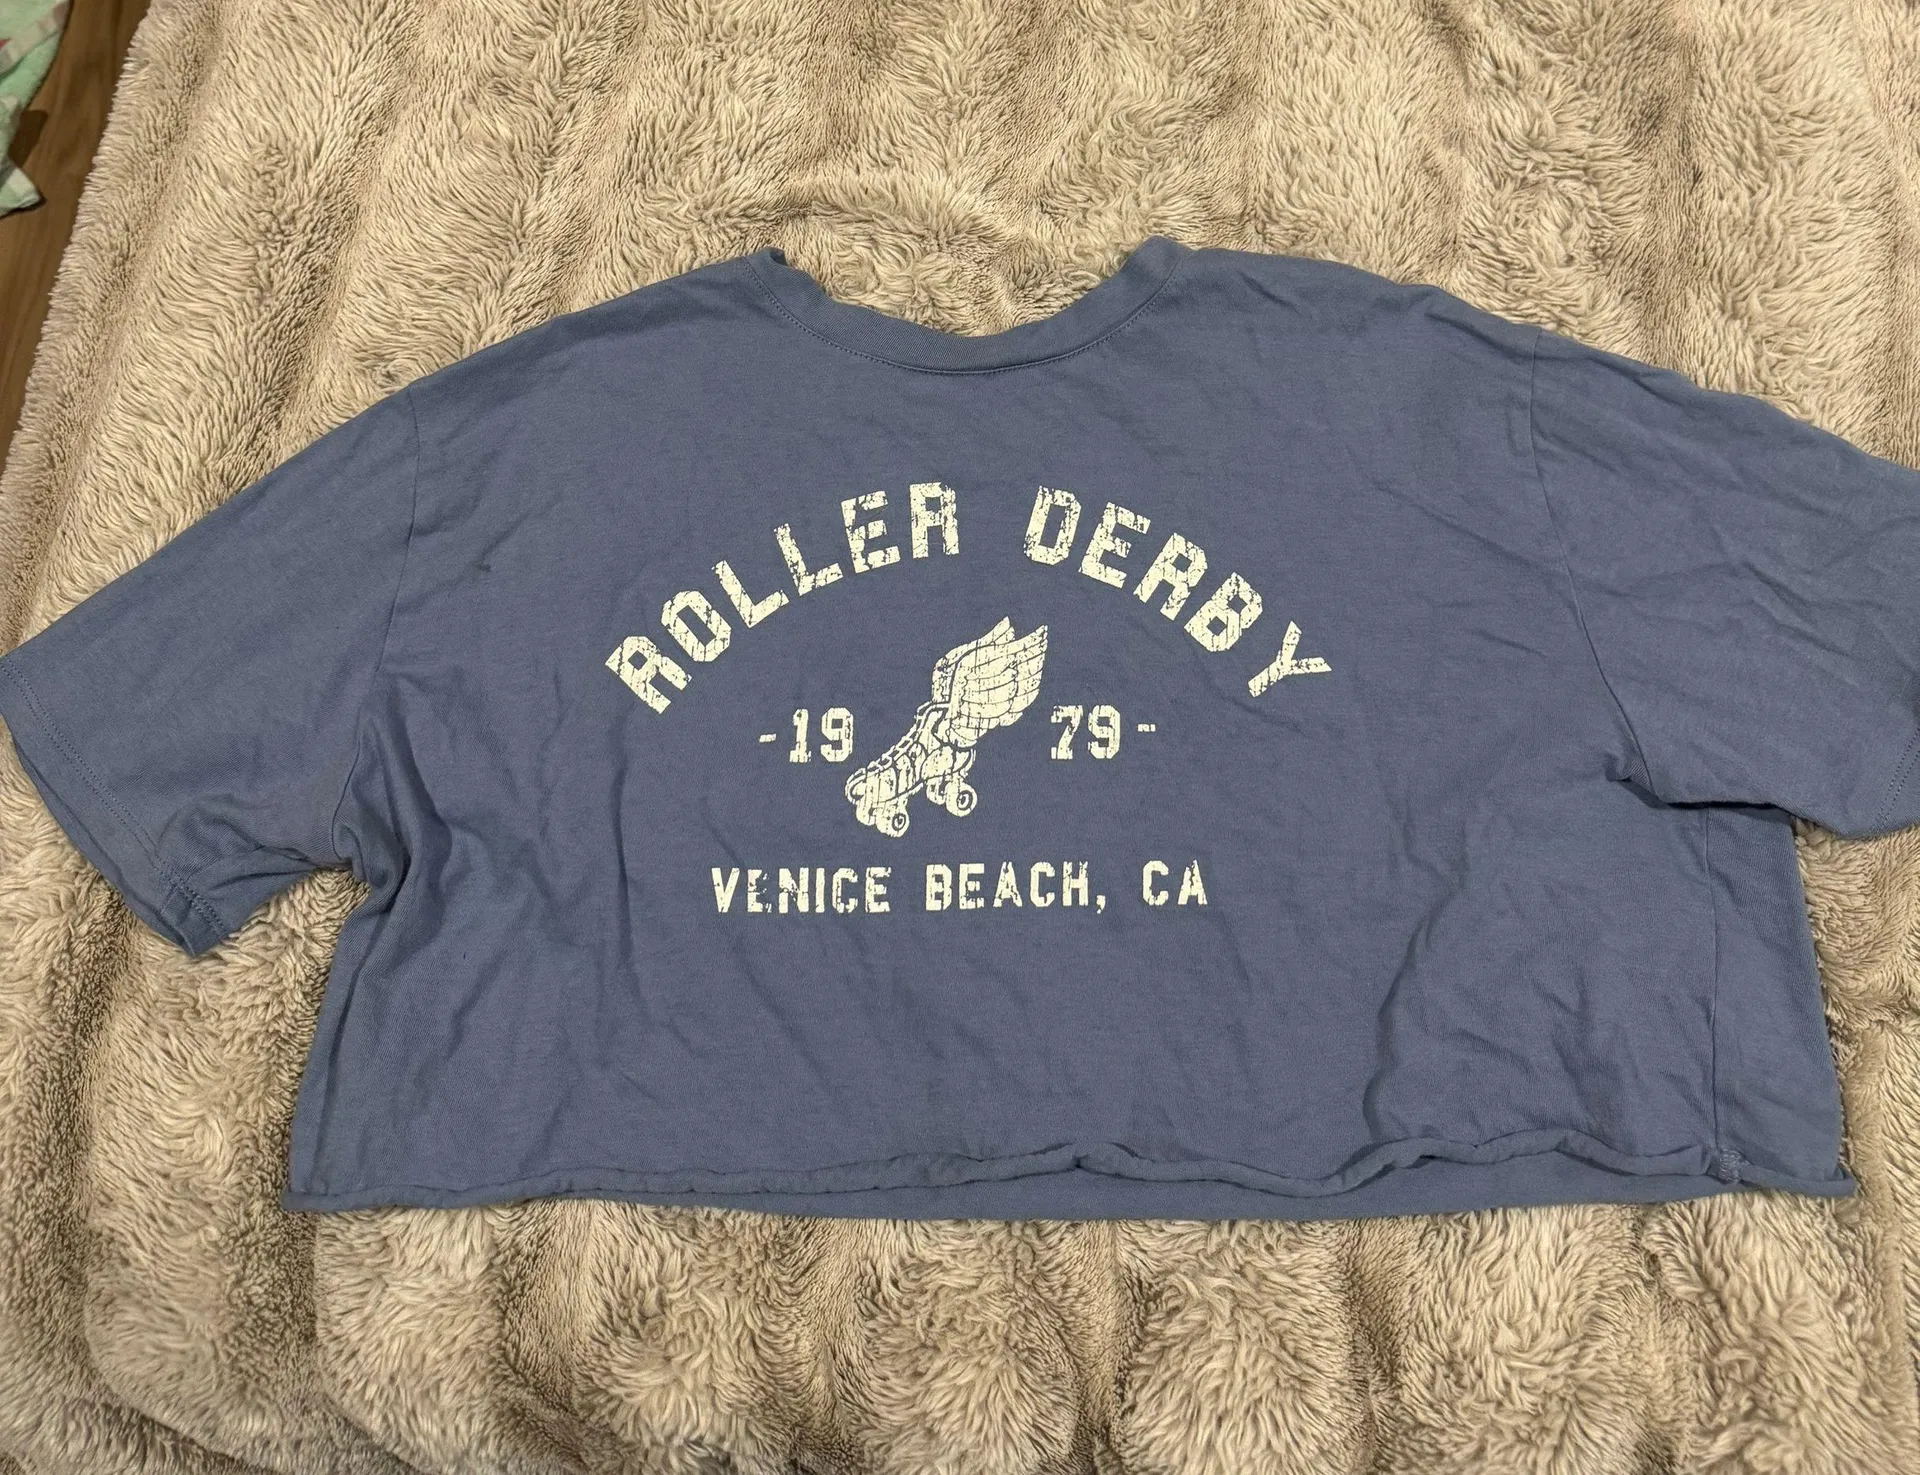 ROLLER DERBY
-19 79-
VENICE BEACH, CA